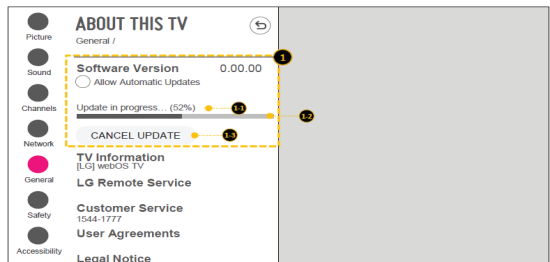 Picture
Sound
Channels
Network
General
Safety
Accessibility
ABOUT THIS TV
General /
Software Version 0.00.00
Allow Automatic Updates
Update in progress... (52%)
CANCEL UPDATE
TV Information
[LG] webOS TV
LG Remote Service
Customer Service
1544-1777
User Agreements
Legal Notice
1
1-1
1-2
1-3